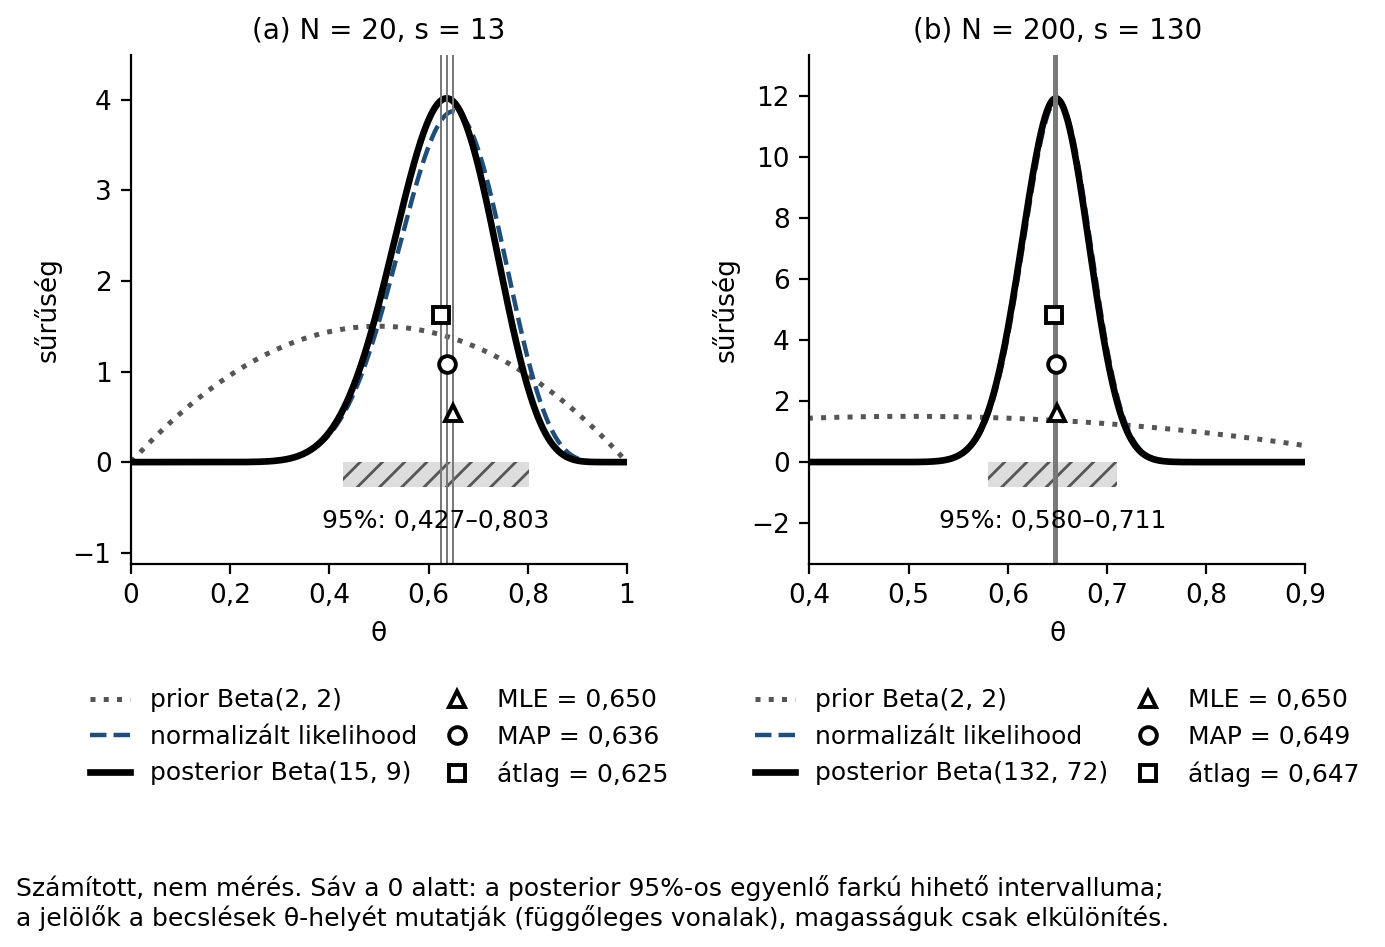 (a) N = 20, s = 13
sűrűség
4
3
2
1
0
−1
95%: 0,427–0,803
0 0,2 0,4 0,6 0,8 1
θ
prior Beta(2, 2)
normalizált likelihood
posterior Beta(15, 9)
MLE = 0,650
MAP = 0,636
átlag = 0,625
(b) N = 200, s = 130
sűrűség
12
10
8
6
4
2
0
−2
95%: 0,580–0,711
0,4 0,5 0,6 0,7 0,8 0,9
θ
prior Beta(2, 2)
normalizált likelihood
posterior Beta(132, 72)
MLE = 0,650
MAP = 0,649
átlag = 0,647
Számított, nem mérés. Sáv a 0 alatt: a posterior 95%-os egyenlő farkú hihető intervalluma;
a jelölők a becslések θ-helyét mutatják (függőleges vonalak), magasságuk csak elkülönítés.